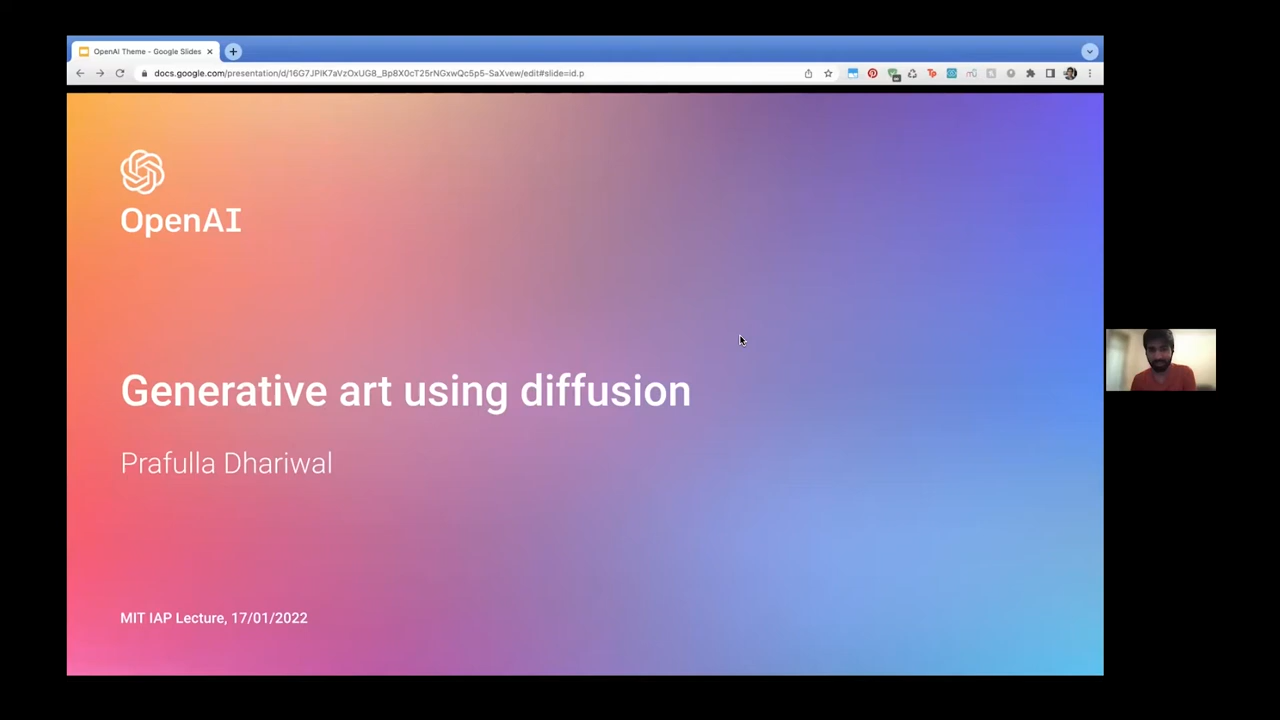 OpenAI Theme - Google Slides
docs.google.com/presentation/d/16G7JPIK7aVzOxUG8_Bp8X0cT25rNGxwQc5p5-SaXvew/edit#slide=id.p
OpenAI
Generative art using diffusion
Prafulla Dhariwal
MIT IAP Lecture, 17/01/2022